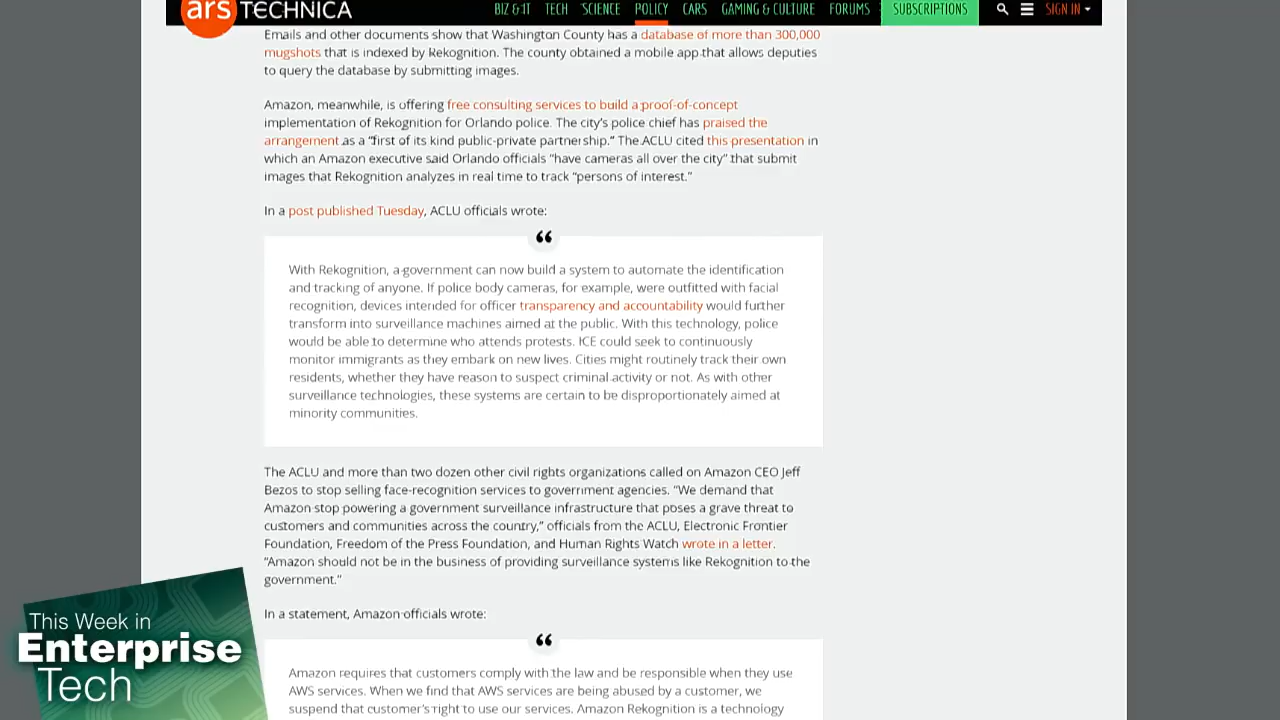 ars TECHNICA
BIZ & IT TECH SCIENCE POLICY CARS GAMING & CULTURE FORUMS SUBSCRIPTIONS SIGN IN
Emails and other documents show that Washington County has a database of more than 300,000
mugshots that is indexed by Rekognition. The county obtained a mobile app that allows deputies
to query the database by submitting images.
Amazon, meanwhile, is offering free consulting services to build a proof-of-concept
implementation of Rekognition for Orlando police. The city's police chief has praised the
arrangement as a “first of its kind public-private partnership.” The ACLU cited this presentation in
which an Amazon executive said Orlando officials “have cameras all over the city” that submit
images that Rekognition analyzes in real time to track “persons of interest.”
In a post published Tuesday, ACLU officials wrote:
“
With Rekognition, a government can now build a system to automate the identification
and tracking of anyone. If police body cameras, for example, were outfitted with facial
recognition, devices intended for officer transparency and accountability would further
transform into surveillance machines aimed at the public. With this technology, police
would be able to determine who attends protests. ICE could seek to continuously
monitor immigrants as they embark on new lives. Cities might routinely track their own
residents, whether they have reason to suspect criminal activity or not. As with other
surveillance technologies, these systems are certain to be disproportionately aimed at
minority communities.
The ACLU and more than two dozen other civil rights organizations called on Amazon CEO Jeff
Bezos to stop selling face-recognition services to government agencies. “We demand that
Amazon stop powering a government surveillance infrastructure that poses a grave threat to
customers and communities across the country,” officials from the ACLU, Electronic Frontier
Foundation, Freedom of the Press Foundation, and Human Rights Watch wrote in a letter.
“Amazon should not be in the business of providing surveillance systems like Rekognition to the
government.”
In a statement, Amazon officials wrote:
“
Amazon requires that customers comply with the law and be responsible when they use
AWS services. When we find that AWS services are being abused by a customer, we
suspend that customer's right to use our services. Amazon Rekognition is a technology
This Week in
Enterprise
Tech